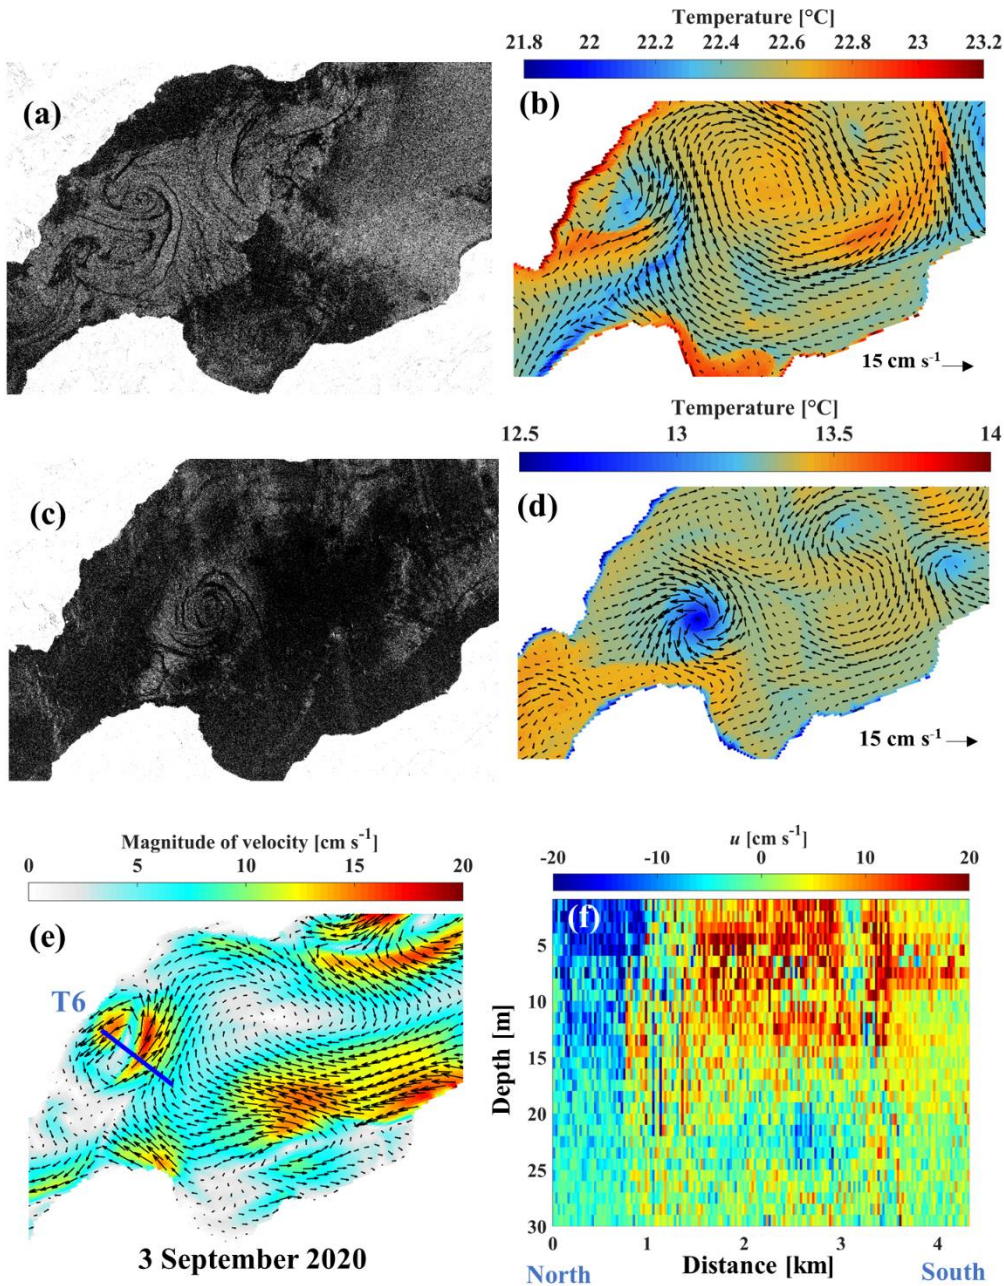 Temperature [°C]
21.8 22 22.2 22.4 22.6 22.8 23 23.2
(a)
(b)
15 cm s⁻¹
Temperature [°C]
12.5 13 13.5 14
(c)
(d)
15 cm s⁻¹
Magnitude of velocity [cm s⁻¹]
0 5 10 15 20
(e)
T6
3 September 2020
u [cm s⁻¹]
-20 -10 0 10 20
(f)
Depth [m]
5
10
15
20
25
30
0 1 2 3 4
North Distance [km] South